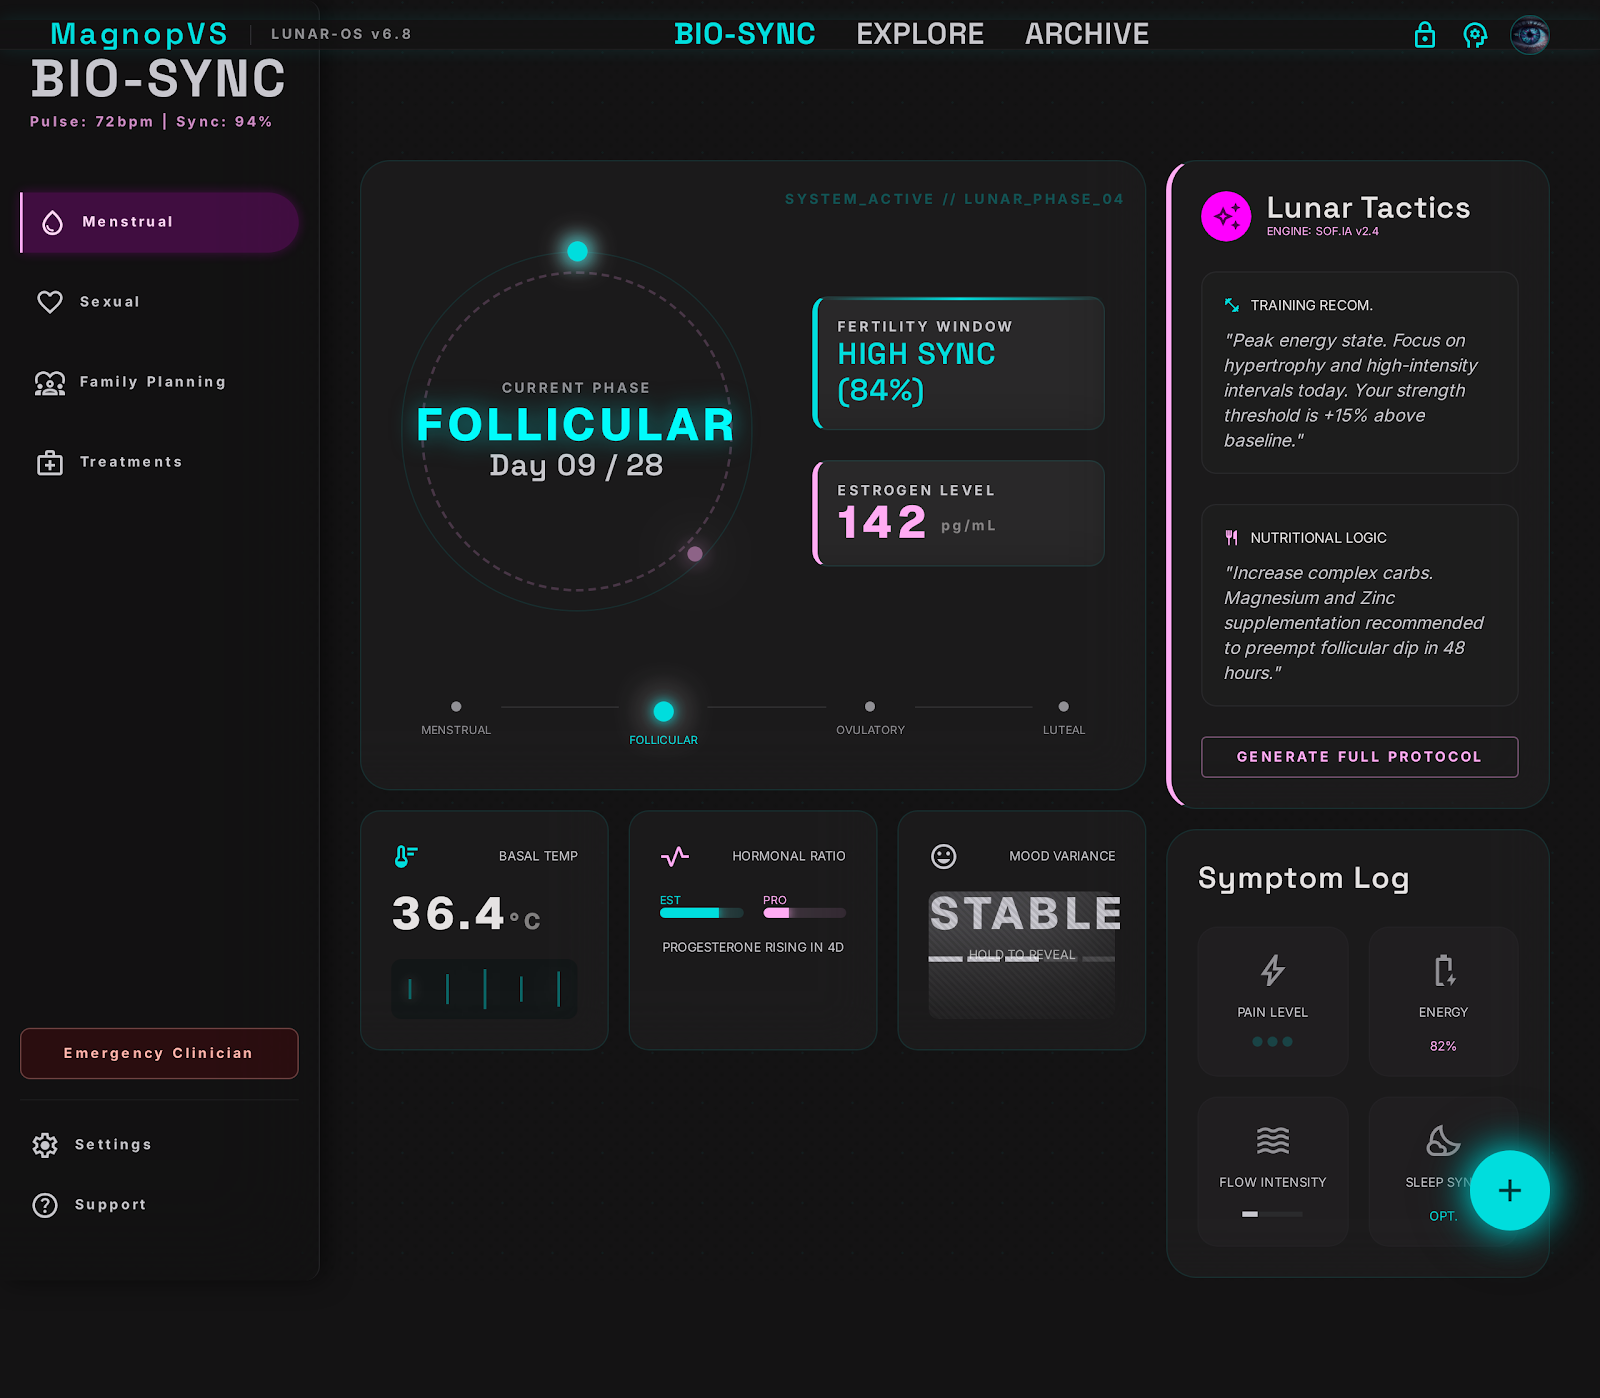 MagnopVS
LUNAR-OS v6.8
BIO-SYNC
EXPLORE
ARCHIVE
BIO-SYNC
Pulse: 72bpm | Sync: 94%
Menstrual
Sexual
Family Planning
Treatments
Emergency Clinician
Settings
Support
SYSTEM_ACTIVE // LUNAR_PHASE_04
CURRENT PHASE
FOLLICULAR
Day 09 / 28
FERTILITY WINDOW
HIGH SYNC
(84%)
ESTROGEN LEVEL
142 pg/mL
MENSTRUAL
FOLLICULAR
OVULATORY
LUTEAL
BASAL TEMP
36.4°C
HORMONAL RATIO
EST
PRO
PROGESTERONE RISING IN 4D
MOOD VARIANCE
STABLE
HOLD TO REVEAL
Lunar Tactics
ENGINE: SOF.IA v2.4
TRAINING RECOM.
"Peak energy state. Focus on
hypertrophy and high-intensity
intervals today. Your strength
threshold is +15% above
baseline."
NUTRITIONAL LOGIC
"Increase complex carbs.
Magnesium and Zinc
supplementation recommended
to preempt follicular dip in 48
hours."
GENERATE FULL PROTOCOL
Symptom Log
PAIN LEVEL
ENERGY
82%
FLOW INTENSITY
SLEEP SYN
OPT.
+